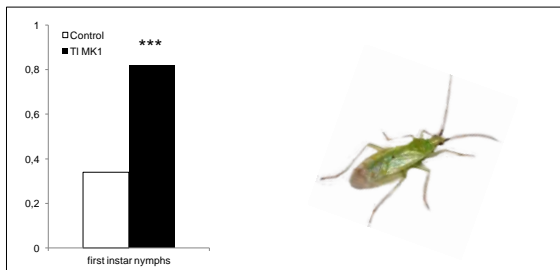 1
0,8
0,6
0,4
0,2
0
Control
TI MK1
***
first instar nymphs